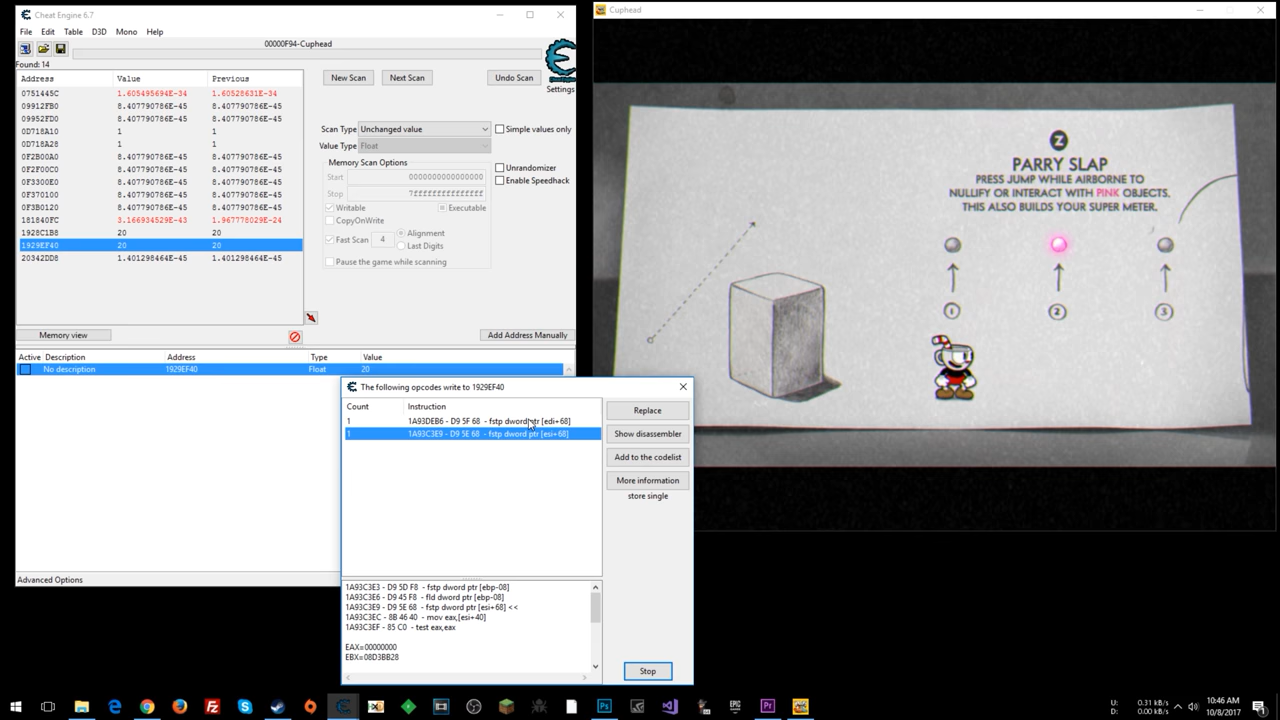 Cheat Engine 6.7
File Edit Table D3D Mono Help
00000F94-Cuphead
Found: 14
Address Value Previous
0751445C 1.605495694E-34 1.60528631E-34
09912FB0 8.407790786E-45 8.407790786E-45
09952FD0 8.407790786E-45 8.407790786E-45
0D718A10 1 1
0D718A28 1 1
0F2B00A0 8.407790786E-45 8.407790786E-45
0F2F00C0 8.407790786E-45 8.407790786E-45
0F3300E0 8.407790786E-45 8.407790786E-45
0F370100 8.407790786E-45 8.407790786E-45
0F3B0120 8.407790786E-45 8.407790786E-45
181840FC 3.166934529E-43 1.967778029E-24
1928C1B8 20 20
1929EF40 20 20
20342DD8 1.401298464E-45 1.401298464E-45
New Scan Next Scan Undo Scan
Settings
Scan Type Unchanged value Simple values only
Value Type Float
Memory Scan Options
Start 0000000000000000
Stop 7fffffffffffffff
Writable Executable
CopyOnWrite
Fast Scan 4 Alignment
Last Digits
Pause the game while scanning
Unrandomizer
Enable Speedhack
Memory view Add Address Manually
Active Description Address Type Value
No description 1929EF40 Float 20
Advanced Options
The following opcodes write to 1929EF40
Count Instruction
1 1A93DEB6 - D9 5F 68 - fstp dword ptr [edi+68]
1 1A93C3E9 - D9 5E 68 - fstp dword ptr [esi+68]
Replace
Show disassembler
Add to the codelist
More information
store single
1A93C3E3 - D9 5D F8 - fstp dword ptr [ebp-08]
1A93C3E6 - D9 45 F8 - fld dword ptr [ebp-08]
1A93C3E9 - D9 5E 68 - fstp dword ptr [esi+68] <<
1A93C3EC - 8B 46 40 - mov eax,[esi+40]
1A93C3EF - 85 C0 - test eax,eax
EAX=00000000
EBX=08D3BB28
Stop
Cuphead
Z
PARRY SLAP
PRESS JUMP WHILE AIRBORNE TO
NULLIFY OR INTERACT WITH PINK OBJECTS.
THIS ALSO BUILDS YOUR SUPER METER.
1 2 3
U: 0.31 kB/s
D: 0.00 kB/s
10:46 AM
10/8/2017